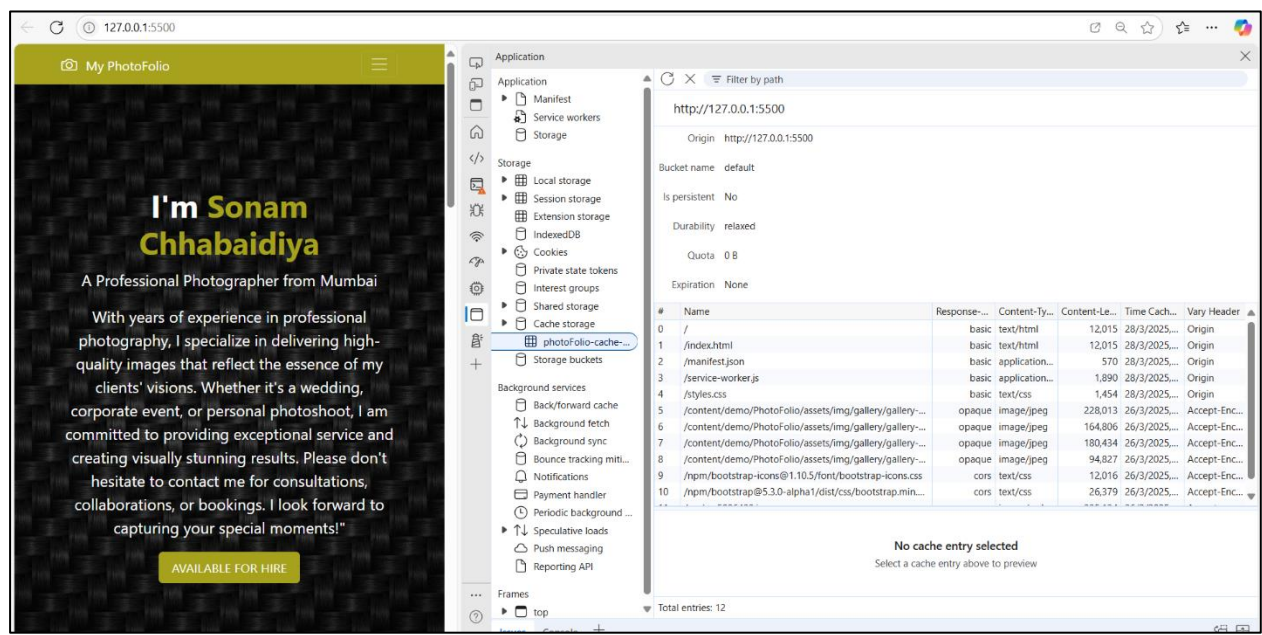 127.0.0.1:5500
My PhotoFolio
I'm Sonam
Chhabaidiya
A Professional Photographer from Mumbai
With years of experience in professional
photography, I specialize in delivering high-
quality images that reflect the essence of my
clients' visions. Whether it's a wedding,
corporate event, or personal photoshoot, I am
committed to providing exceptional service and
creating visually stunning results. Please don't
hesitate to contact me for consultations,
collaborations, or bookings. I look forward to
capturing your special moments!"
AVAILABLE FOR HIRE
Application
Application
Manifest
Service workers
Storage
Storage
Local storage
Session storage
Extension storage
IndexedDB
Cookies
Private state tokens
Interest groups
Shared storage
Cache storage
photoFolio-cache-...
Storage buckets
Background services
Back/forward cache
Background fetch
Background sync
Bounce tracking miti...
Notifications
Payment handler
Periodic background ...
Speculative loads
Push messaging
Reporting API
Frames
top
Filter by path
http://127.0.0.1:5500
Origin http://127.0.0.1:5500
Bucket name default
Is persistent No
Durability relaxed
Quota 0 B
Expiration None
# Name Response-... Content-Ty... Content-Le... Time Cach... Vary Header
0 / basic text/html 12,015 28/3/2025,... Origin
1 /index.html basic text/html 12,015 28/3/2025,... Origin
2 /manifest.json basic application... 570 28/3/2025,... Origin
3 /service-worker.js basic application... 1,890 28/3/2025,... Origin
4 /styles.css basic text/css 1,454 28/3/2025,... Origin
5 /content/demo/PhotoFolio/assets/img/gallery/gallery-... opaque image/jpeg 228,013 26/3/2025,... Accept-Enc...
6 /content/demo/PhotoFolio/assets/img/gallery/gallery-... opaque image/jpeg 164,806 26/3/2025,... Accept-Enc...
7 /content/demo/PhotoFolio/assets/img/gallery/gallery-... opaque image/jpeg 180,434 26/3/2025,... Accept-Enc...
8 /content/demo/PhotoFolio/assets/img/gallery/gallery-... opaque image/jpeg 94,827 26/3/2025,... Accept-Enc...
9 /npm/bootstrap-icons@1.10.5/font/bootstrap-icons.css cors text/css 12,016 26/3/2025,... Accept-Enc...
10 /npm/bootstrap@5.3.0-alpha1/dist/css/bootstrap.min.... cors text/css 26,379 26/3/2025,... Accept-Enc...
No cache entry selected
Select a cache entry above to preview
Total entries: 12